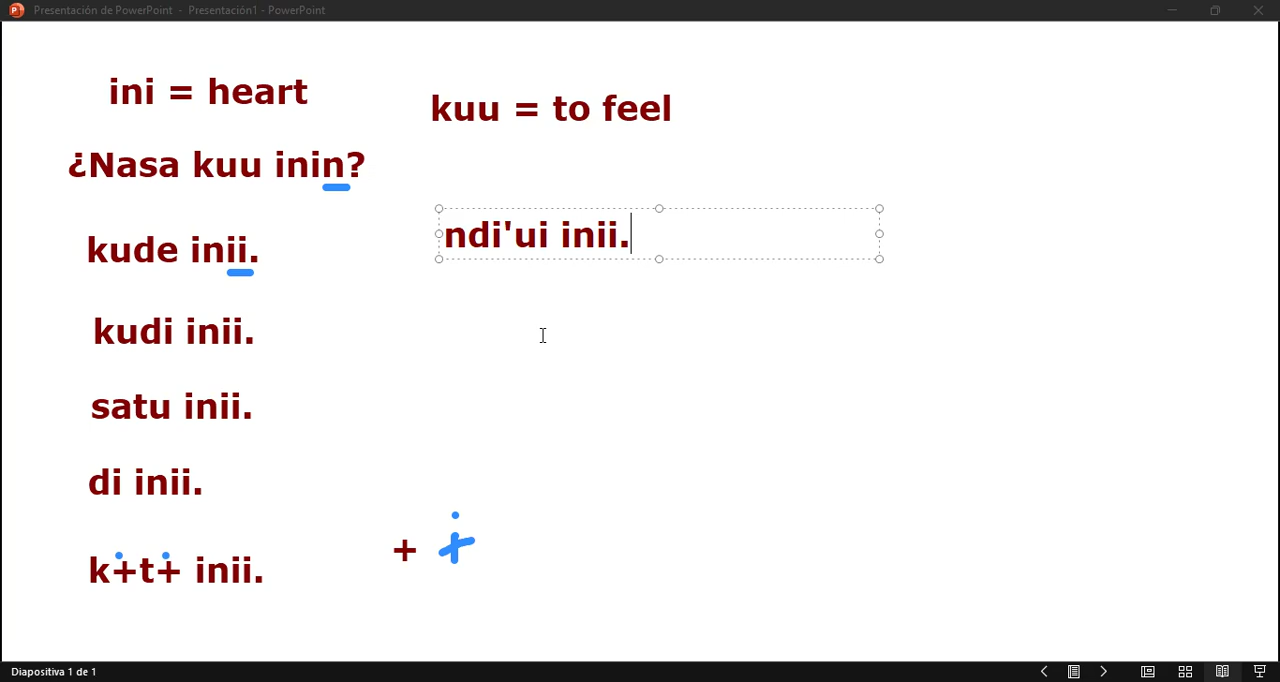 Presentación de PowerPoint - Presentación1 - PowerPoint
ini = heart
kuu = to feel
¿Nasa kuu inin?
ndi'ui inii.
kude inii.
kudi inii.
satu inii.
di inii.
k+t+ inii.
+ ɨ
Diapositiva 1 de 1